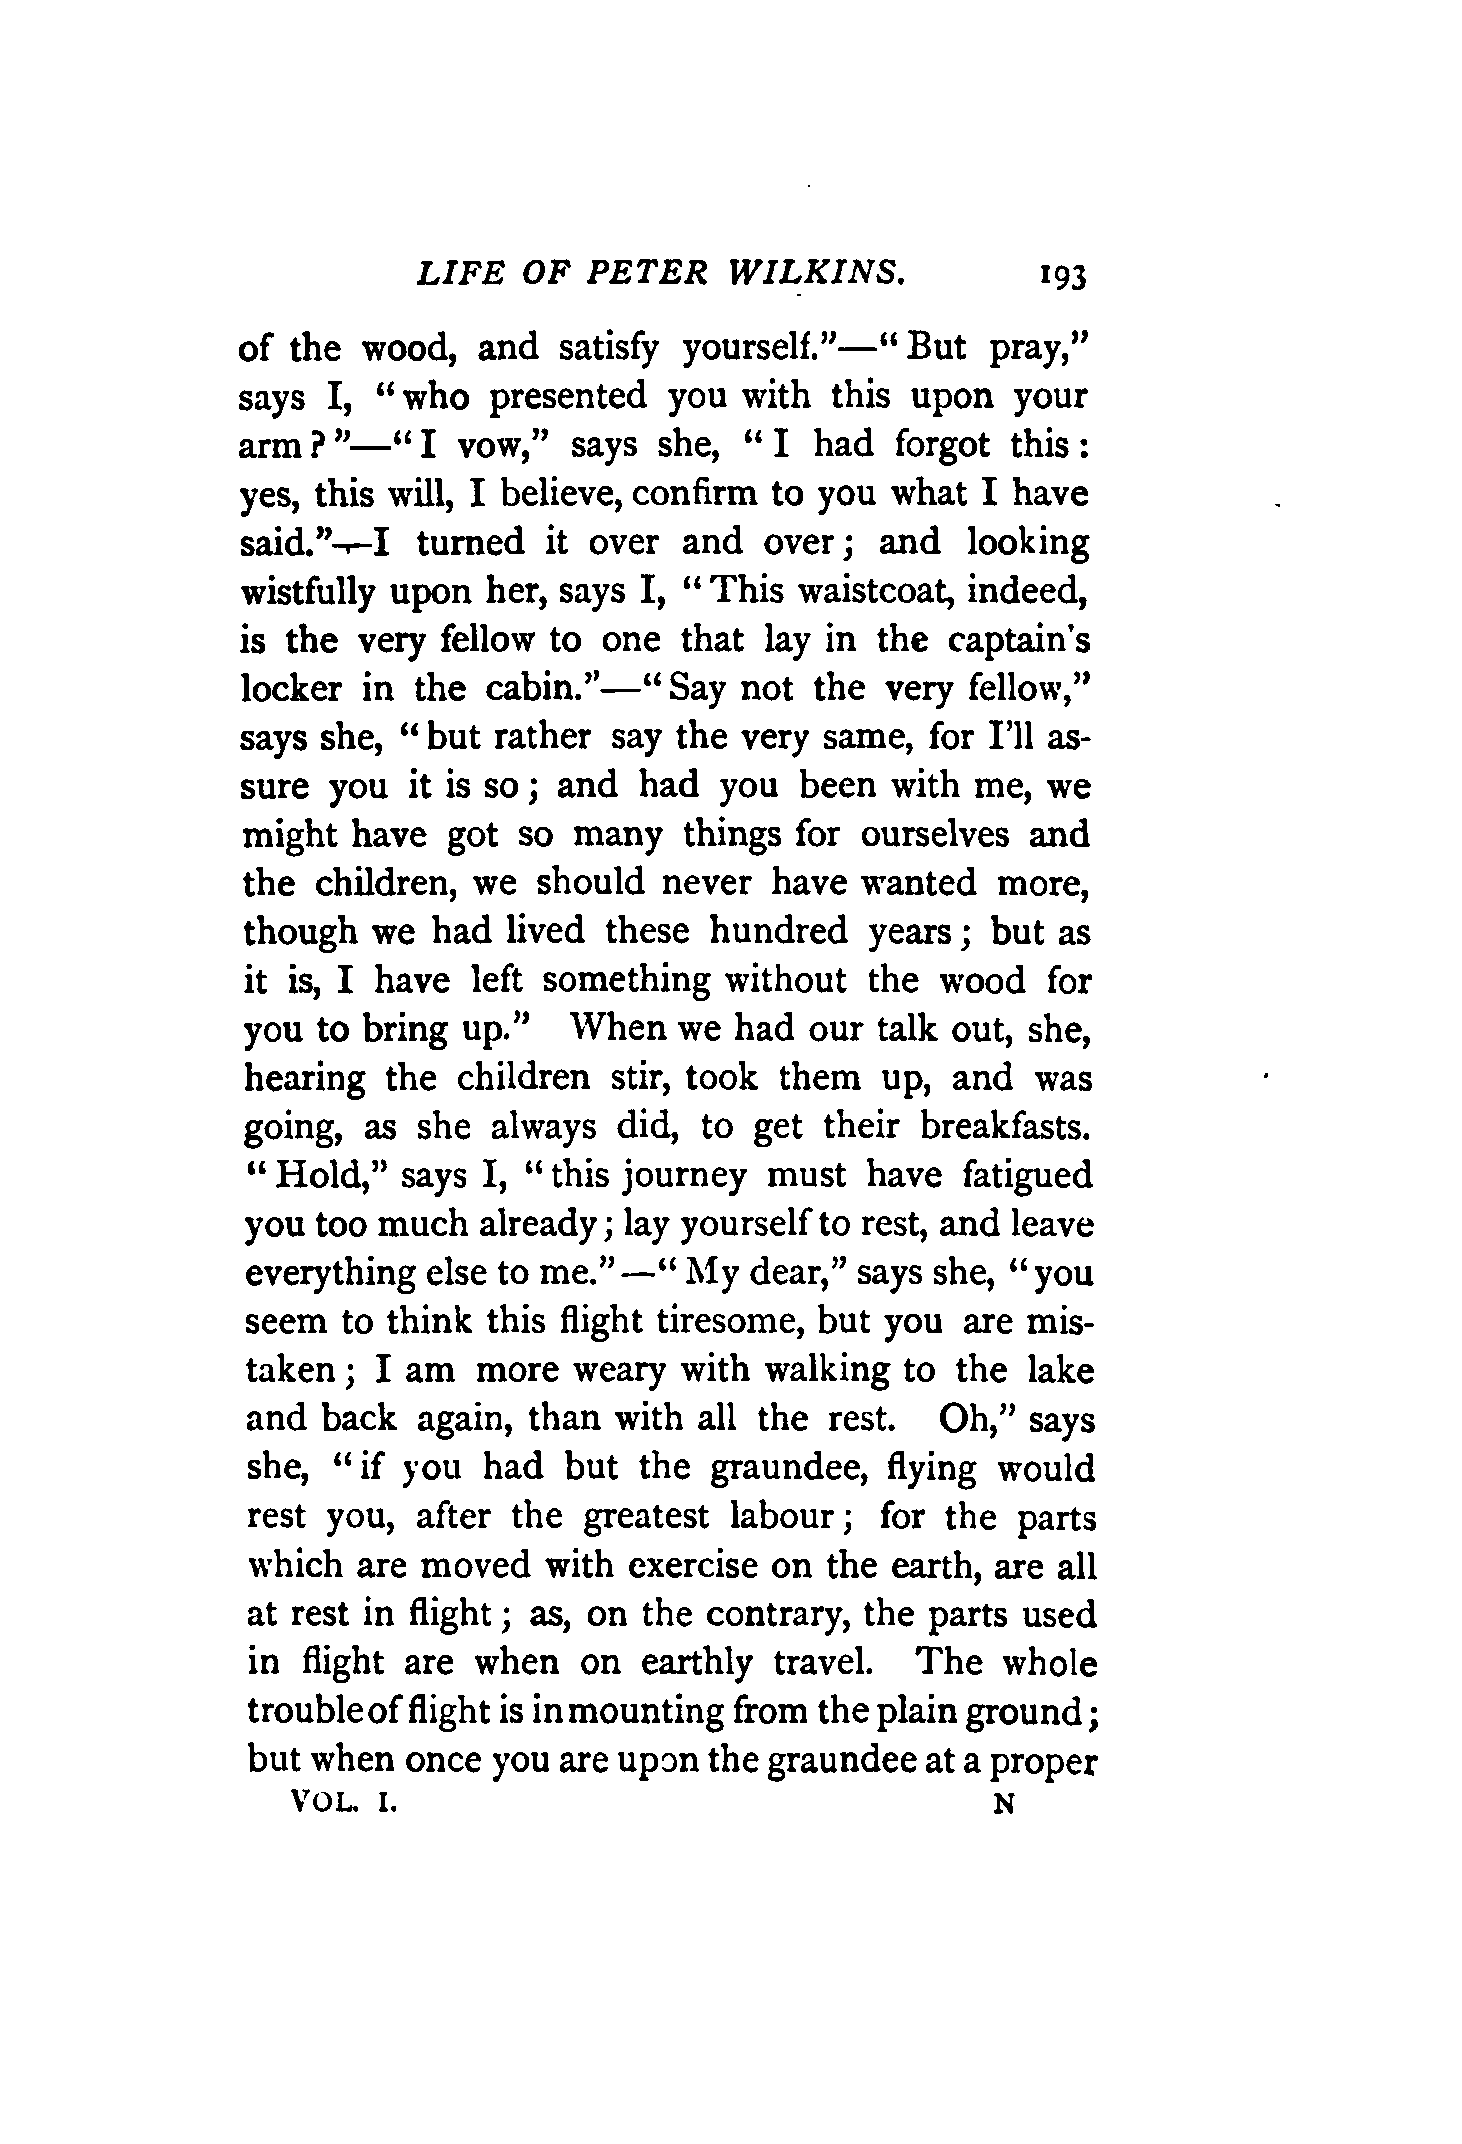 LIFE OF PETER WILKINS. 193
of the wood, and satisfy yourself."—"But pray,"
says I, "who presented you with this upon your
arm?"—"I vow," says she, "I had forgot this:
yes, this will, I believe, confirm to you what I have
said."—I turned it over and over; and looking
wistfully upon her, says I, "This waistcoat, indeed,
is the very fellow to one that lay in the captain's
locker in the cabin."—"Say not the very fellow,"
says she, "but rather say the very same, for I'll as-
sure you it is so; and had you been with me, we
might have got so many things for ourselves and
the children, we should never have wanted more,
though we had lived these hundred years; but as
it is, I have left something without the wood for
you to bring up." When we had our talk out, she,
hearing the children stir, took them up, and was
going, as she always did, to get their breakfasts.
"Hold," says I, "this journey must have fatigued
you too much already; lay yourself to rest, and leave
everything else to me."—"My dear," says she, "you
seem to think this flight tiresome, but you are mis-
taken; I am more weary with walking to the lake
and back again, than with all the rest. Oh," says
she, "if you had but the graundee, flying would
rest you, after the greatest labour; for the parts
which are moved with exercise on the earth, are all
at rest in flight; as, on the contrary, the parts used
in flight are when on earthly travel. The whole
trouble of flight is in mounting from the plain ground;
but when once you are upon the graundee at a proper
VOL. I. N